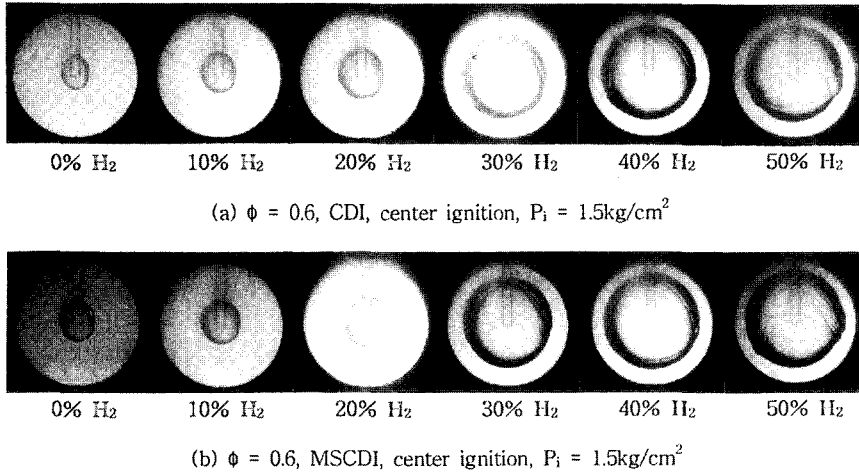 0% H₂ 10% H₂ 20% H₂ 30% H₂ 40% H₂ 50% H₂
(a) ϕ = 0.6, CDI, center ignition, Pᵢ = 1.5kg/cm²
0% H₂ 10% H₂ 20% H₂ 30% H₂ 40% H₂ 50% H₂
(b) ϕ = 0.6, MSCDI, center ignition, Pᵢ = 1.5kg/cm²